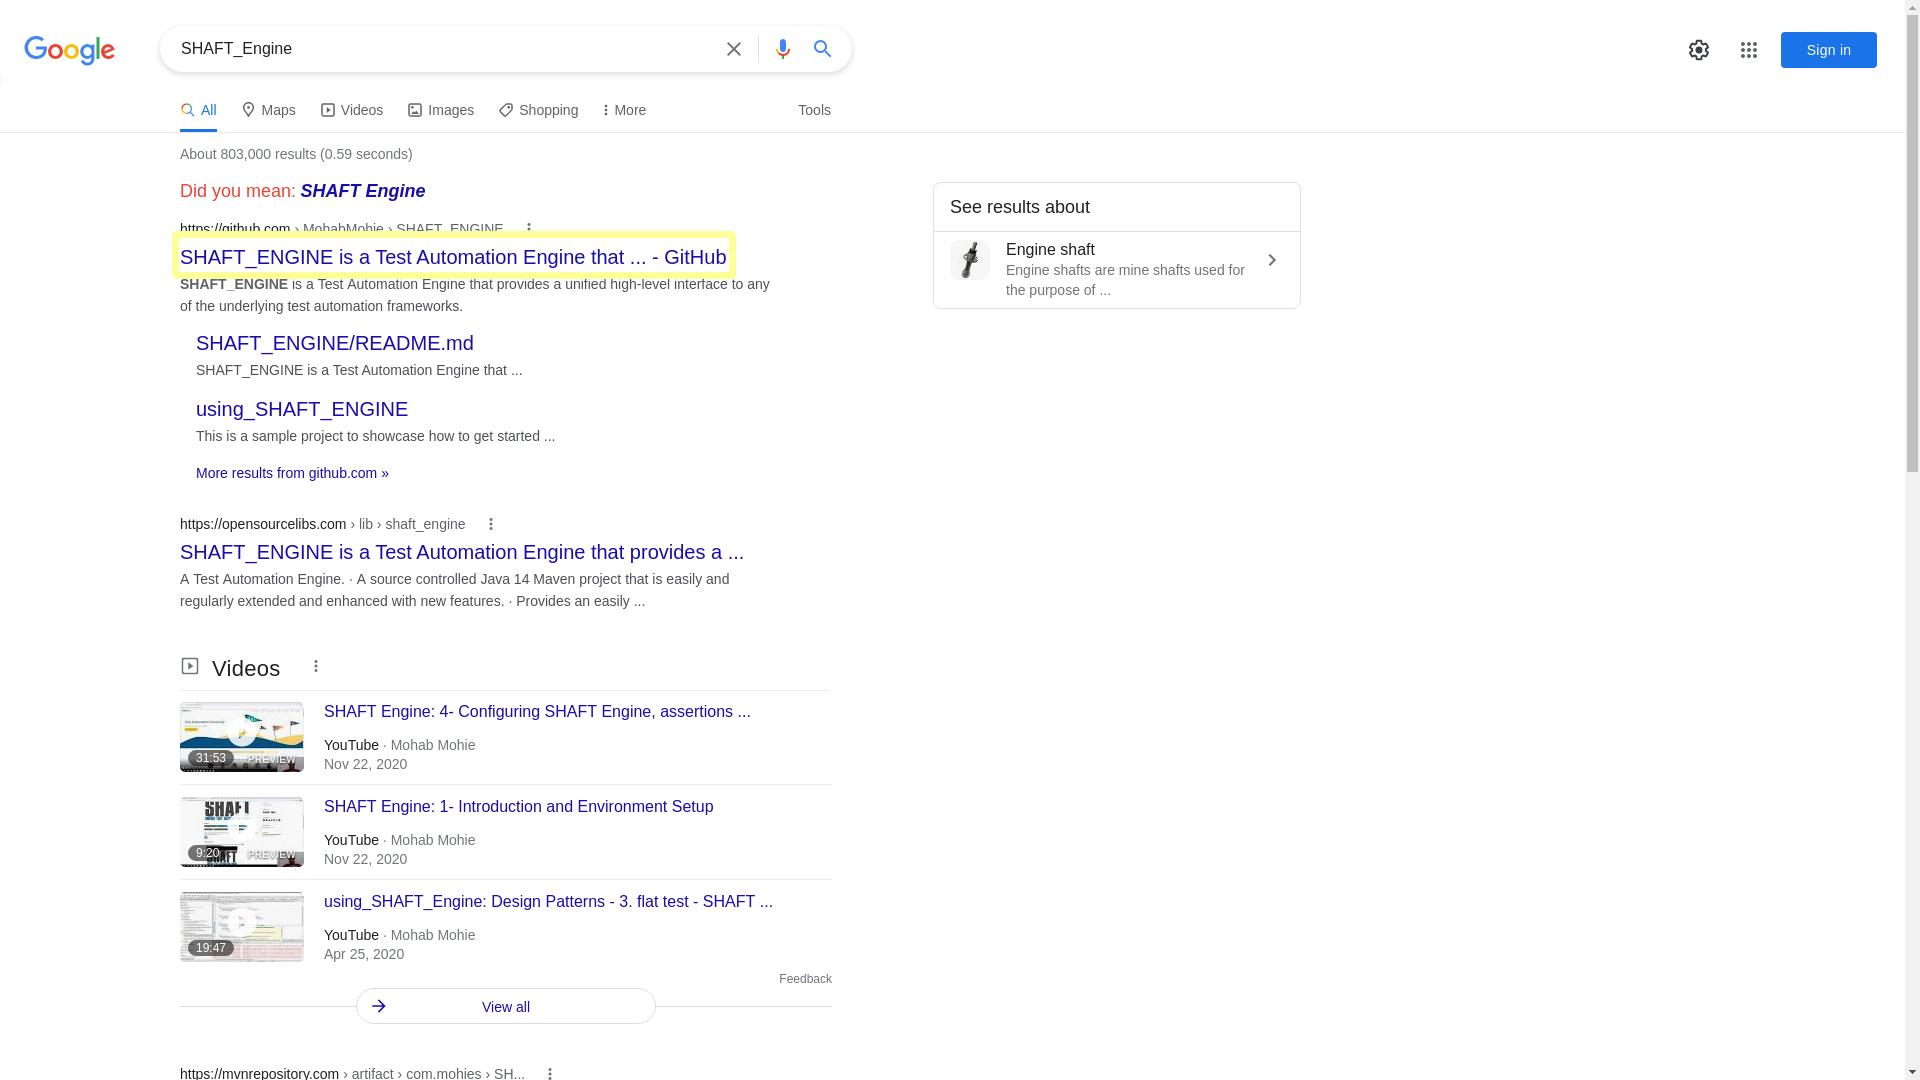 Google
SHAFT_Engine
Sign in
All
Maps
Videos
Images
Shopping
More
Tools
About 803,000 results (0.59 seconds)
Did you mean: SHAFT Engine
https://github.com › MohabMohie › SHAFT_ENGINE
SHAFT_ENGINE is a Test Automation Engine that ... - GitHub
SHAFT_ENGINE is a Test Automation Engine that provides a unified high-level interface to any
of the underlying test automation frameworks.
SHAFT_ENGINE/README.md
SHAFT_ENGINE is a Test Automation Engine that ...
using_SHAFT_ENGINE
This is a sample project to showcase how to get started ...
More results from github.com »
See results about
Engine shaft
Engine shafts are mine shafts used for
the purpose of ...
https://opensourcelibs.com › lib › shaft_engine
SHAFT_ENGINE is a Test Automation Engine that provides a ...
A Test Automation Engine. · A source controlled Java 14 Maven project that is easily and
regularly extended and enhanced with new features. · Provides an easily ...
Videos
31:53
PREVIEW
SHAFT Engine: 4- Configuring SHAFT Engine, assertions ...
YouTube · Mohab Mohie
Nov 22, 2020
SHAFT
9:20
PREVIEW
SHAFT Engine: 1- Introduction and Environment Setup
YouTube · Mohab Mohie
Nov 22, 2020
19:47
using_SHAFT_Engine: Design Patterns - 3. flat test - SHAFT ...
YouTube · Mohab Mohie
Apr 25, 2020
Feedback
View all
https://mvnrepository.com › artifact › com.mohies › SH...